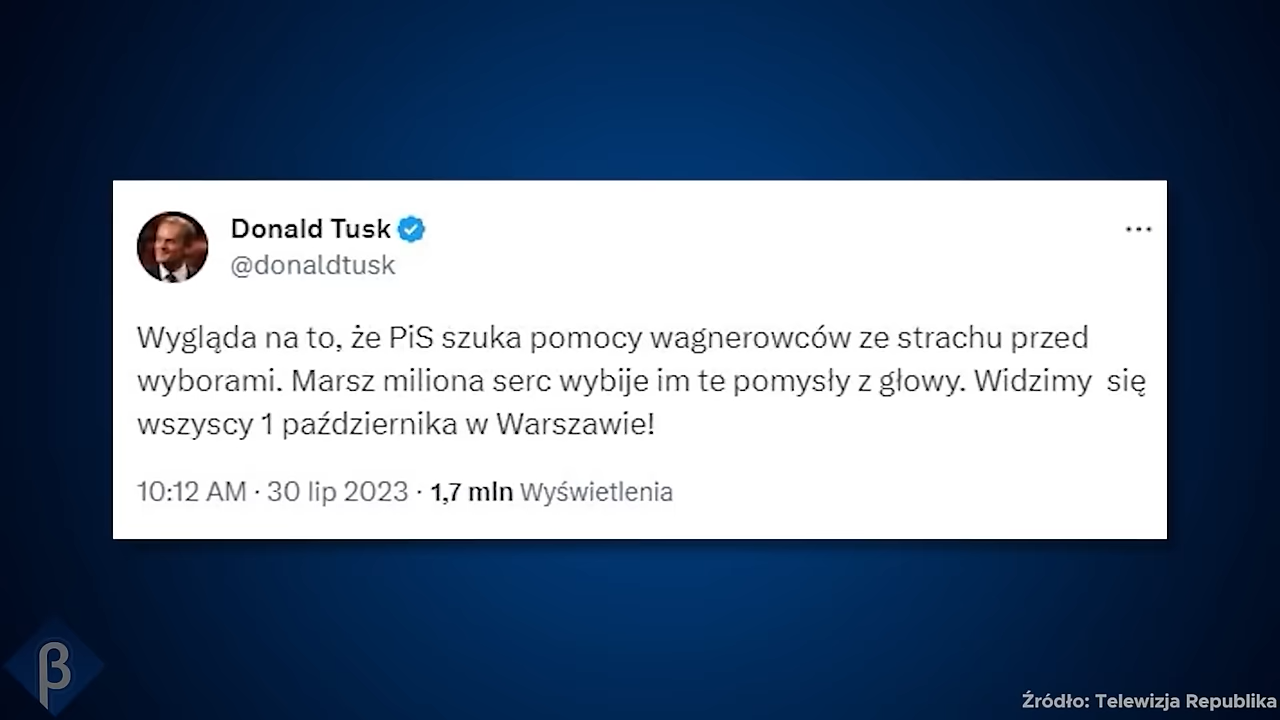 Donald Tusk
@donaldtusk
Wygląda na to, że PiS szuka pomocy wagnerowców ze strachu przed
wyborami. Marsz miliona serc wybije im te pomysły z głowy. Widzimy  się
wszyscy 1 października w Warszawie!
10:12 AM · 30 lip 2023 · 1,7 mln Wyświetlenia
β
Źródło: Telewizja Republika